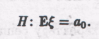 H: Eξ = a₀.